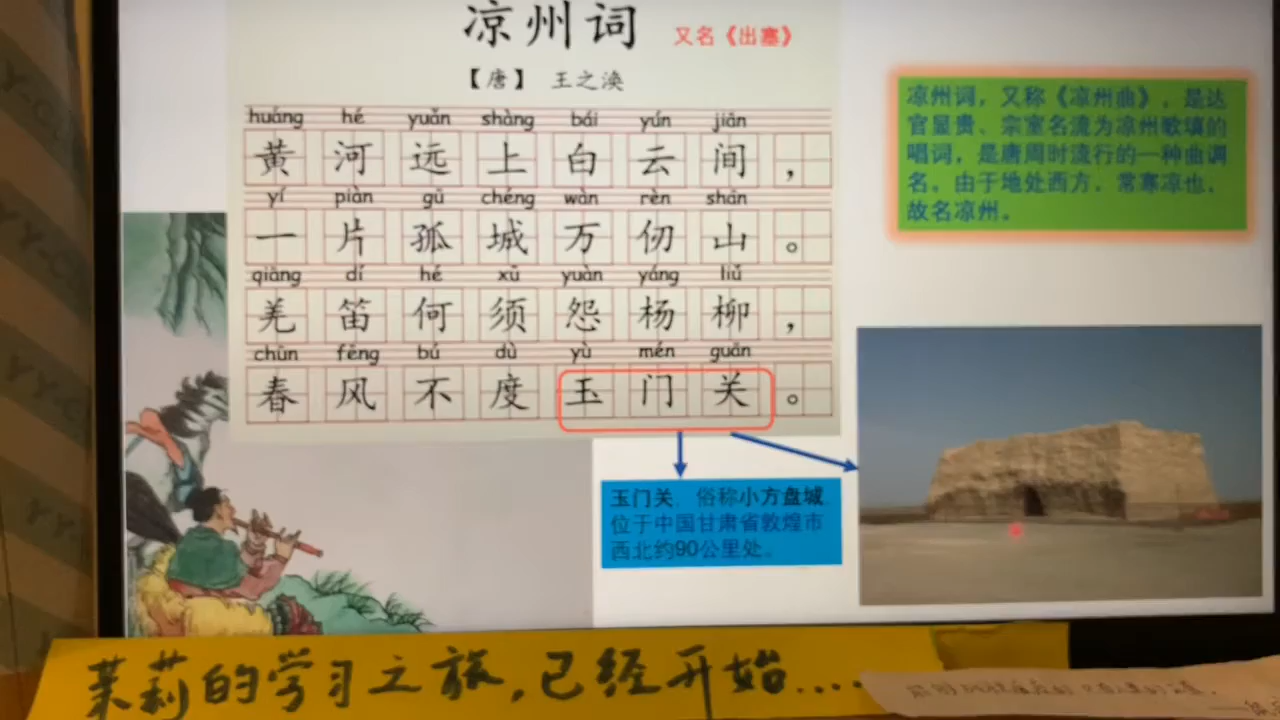 凉州词 又名《出塞》
【唐】 王之涣
huáng hé yuǎn shàng bái yún jiān
黄河远上白云间，
yí piàn gū chéng wàn rèn shān
一片孤城万仞山。
qiāng dí hé xū yuàn yáng liǔ
羌笛何须怨杨柳，
chūn fēng bú dù yù mén guān
春风不度玉门关。
凉州词，又称《凉州曲》，是达
官显贵、宗室名流为凉州歌填的
唱词，是唐周时流行的一种曲调
名。由于地处西方，常寒凉也，
故名凉州。
玉门关，俗称小方盘城，
位于中国甘肃省敦煌市
西北约90公里处。
茉莉的学习之旅，已经开始....